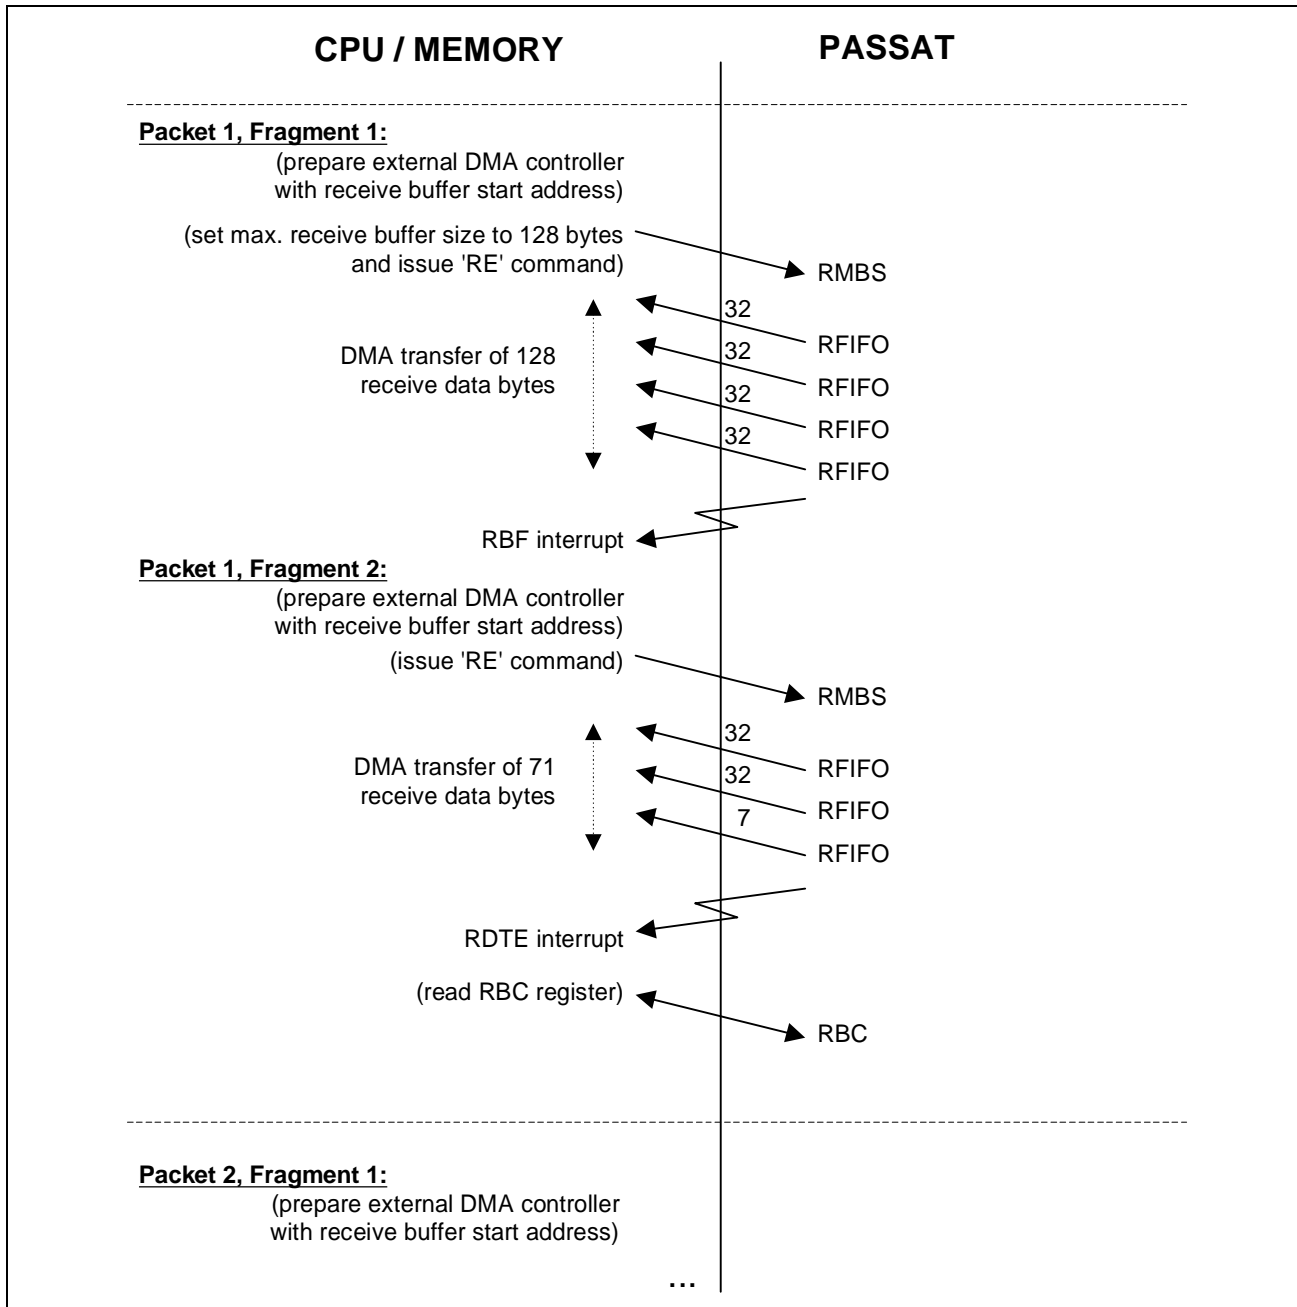 CPU / MEMORY
PASSAT
Packet 1, Fragment 1:
(prepare external DMA controller
with receive buffer start address)
(set max. receive buffer size to 128 bytes
and issue 'RE' command)
RMBS
32
RFIFO
32
RFIFO
32
RFIFO
32
RFIFO
DMA transfer of 128
receive data bytes
RBF interrupt
Packet 1, Fragment 2:
(prepare external DMA controller
with receive buffer start address)
(issue 'RE' command)
RMBS
32
RFIFO
32
RFIFO
7
RFIFO
DMA transfer of 71
receive data bytes
RDTE interrupt
(read RBC register)
RBC
Packet 2, Fragment 1:
(prepare external DMA controller
with receive buffer start address)
...